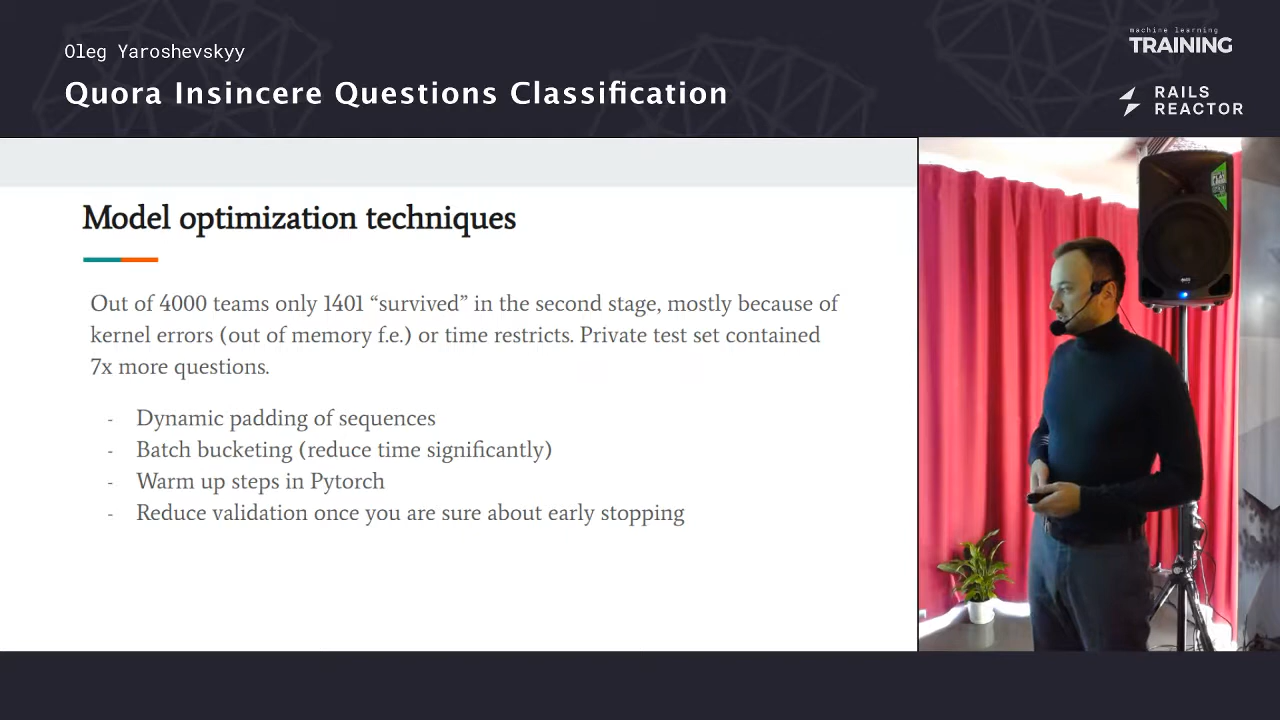 Oleg Yaroshevskyy
Quora Insincere Questions Classification
machine learning
TRAINING
RAILS
REACTOR
Model optimization techniques
Out of 4000 teams only 1401 “survived” in the second stage, mostly because of
kernel errors (out of memory f.e.) or time restricts. Private test set contained
7x more questions.
- Dynamic padding of sequences
- Batch bucketing (reduce time significantly)
- Warm up steps in Pytorch
- Reduce validation once you are sure about early stopping